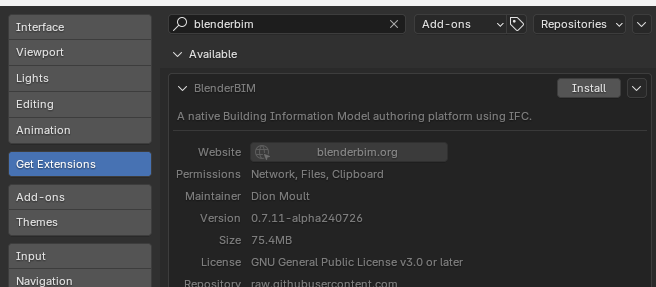 Interface
Viewport
Lights
Editing
Animation
Get Extensions
Add-ons
Themes
Input
Navigation
blenderbim
Add-ons
Repositories
Available
BlenderBIM
Install
A native Building Information Model authoring platform using IFC.
Website blenderbim.org
Permissions Network, Files, Clipboard
Maintainer Dion Moult
Version 0.7.11-alpha240726
Size 75.4MB
License GNU General Public License v3.0 or later
Repository raw.githubusercontent.com